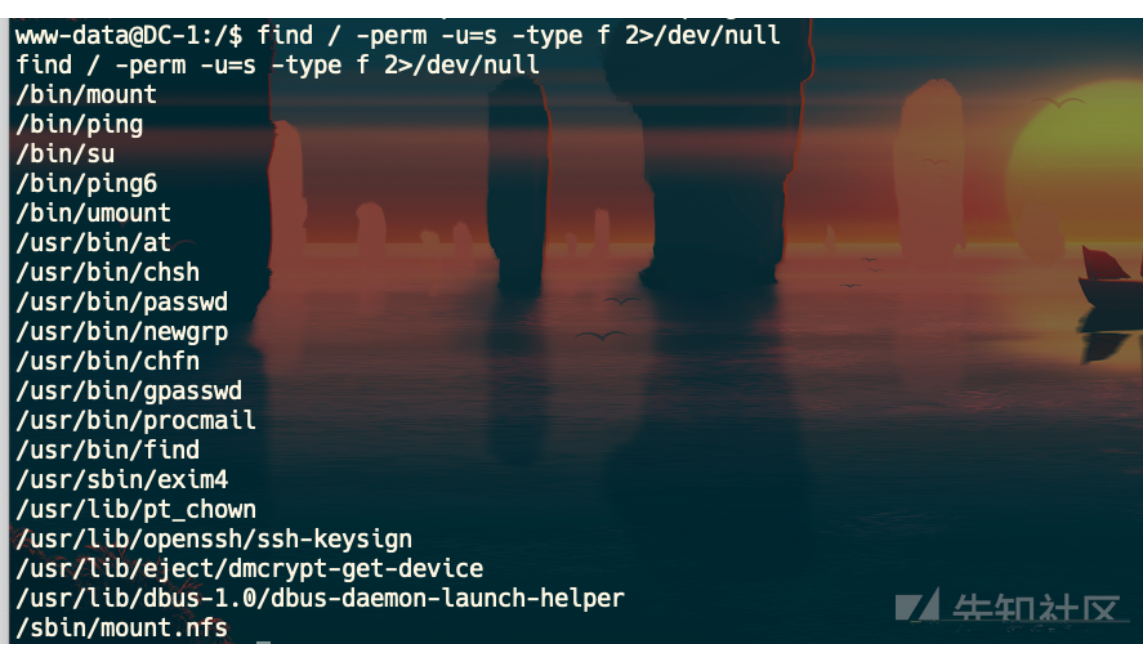 www-data@DC-1:/$ find / -perm -u=s -type f 2>/dev/null
find / -perm -u=s -type f 2>/dev/null
/bin/mount
/bin/ping
/bin/su
/bin/ping6
/bin/umount
/usr/bin/at
/usr/bin/chsh
/usr/bin/passwd
/usr/bin/newgrp
/usr/bin/chfn
/usr/bin/gpasswd
/usr/bin/procmail
/usr/bin/find
/usr/sbin/exim4
/usr/lib/pt_chown
/usr/lib/openssh/ssh-keysign
/usr/lib/eject/dmcrypt-get-device
/usr/lib/dbus-1.0/dbus-daemon-launch-helper
/sbin/mount.nfs
先知社区